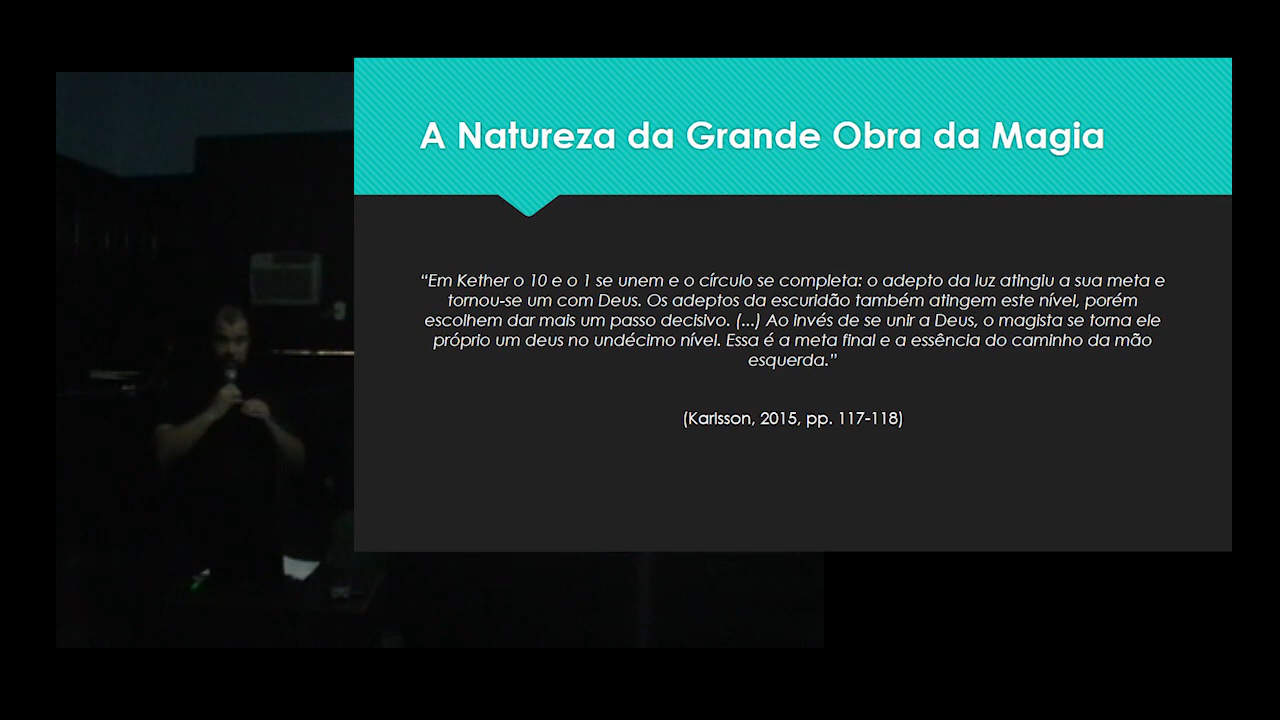 A Natureza da Grande Obra da Magia
“Em Kether o 10 e o 1 se unem e o círculo se completa: o adepto da luz atingiu a sua meta e
tornou-se um com Deus. Os adeptos da escuridão também atingem este nível, porém
escolhem dar mais um passo decisivo. (...) Ao invés de se unir a Deus, o magista se torna ele
próprio um deus no undécimo nível. Essa é a meta final e a essência do caminho da mão
esquerda.”
(Karlsson, 2015, pp. 117-118)